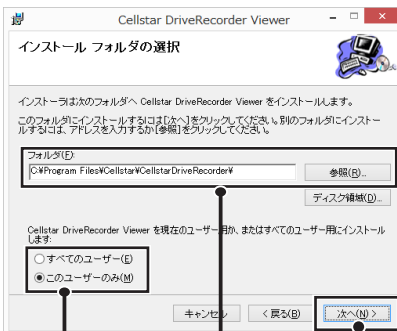 Cellstar DriveRecorder Viewer
インストール フォルダの選択
インストーラは次のフォルダへ Cellstar DriveRecorder Viewer をインストールします。
このフォルダにインストールするには[次へ]をクリックしてください。別のフォルダにインストー
ルするには、アドレスを入力するか[参照]をクリックしてください。
フォルダ(F):
C:¥Program Files¥Cellstar¥CellstarDriveRecorder¥
参照(R)...
ディスク領域(D)...
Cellstar DriveRecorder Viewer を現在のユーザー用か、またはすべてのユーザー用にインストール
します:
すべてのユーザー(E)
このユーザーのみ(M)
キャンセル
< 戻る(B)
次へ(N) >